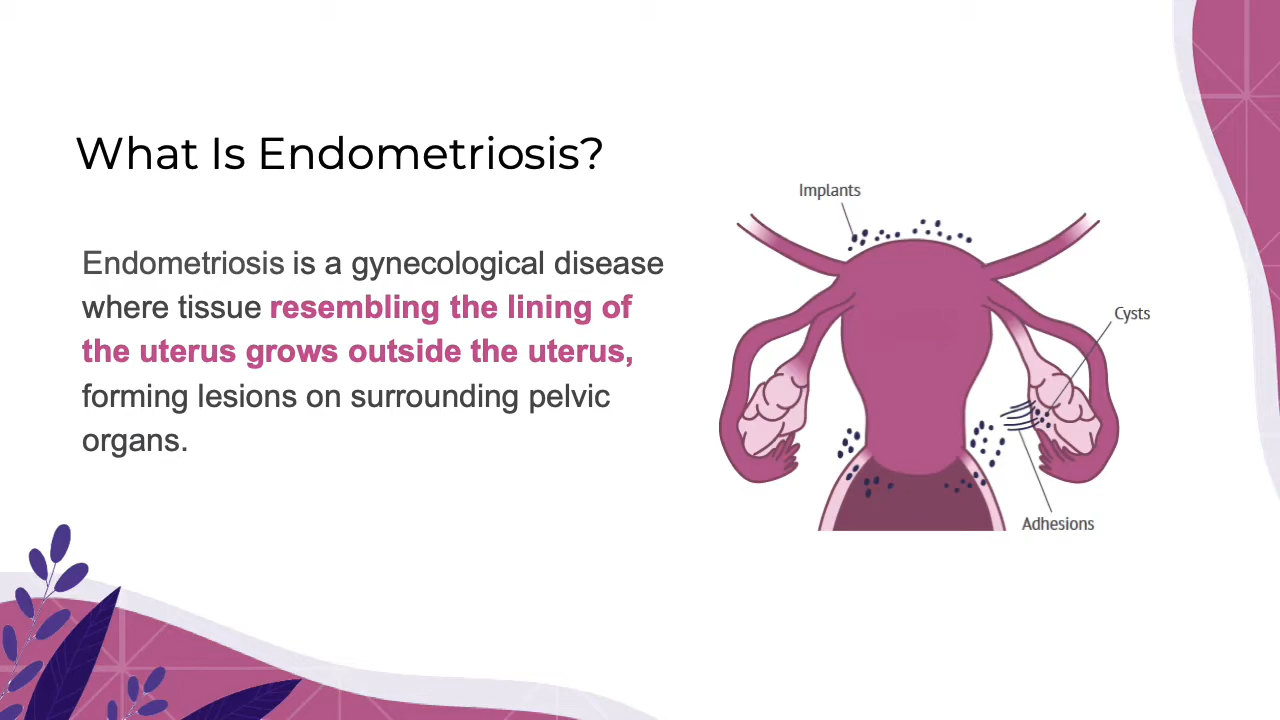 What Is Endometriosis?
Endometriosis is a gynecological disease
where tissue resembling the lining of
the uterus grows outside the uterus,
forming lesions on surrounding pelvic
organs.
Implants
Cysts
Adhesions